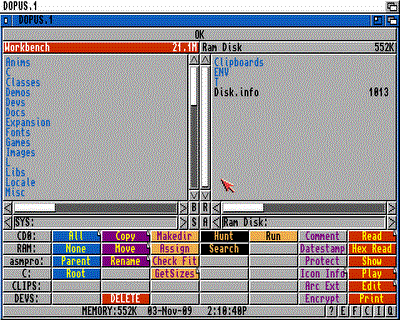 DOPUS.1
DOPUS.1
OK
Workbench 21.1M Ram Disk 552K
Anims
C
Classes
Demos
Devs
Docs
Expansion
Fonts
Games
Images
L
Libs
Locale
Misc
Clipboards
ENV
T
Disk.info 1013
B R
SYS: S A Ram Disk:
CD0: All Copy Makedir Hunt Run Comment Read
RAM: None Move Assign Search Datestamp Hex Read
asmpro: Parent Rename Check Fit Protect Show
C: Root GetSizes Icon Info Play
CLIPS: Arc Ext Edit
DEVS: DELETE Encrypt Print
MEMORY:552K 03-Nov-09 2:10:40P ? E F C I Q